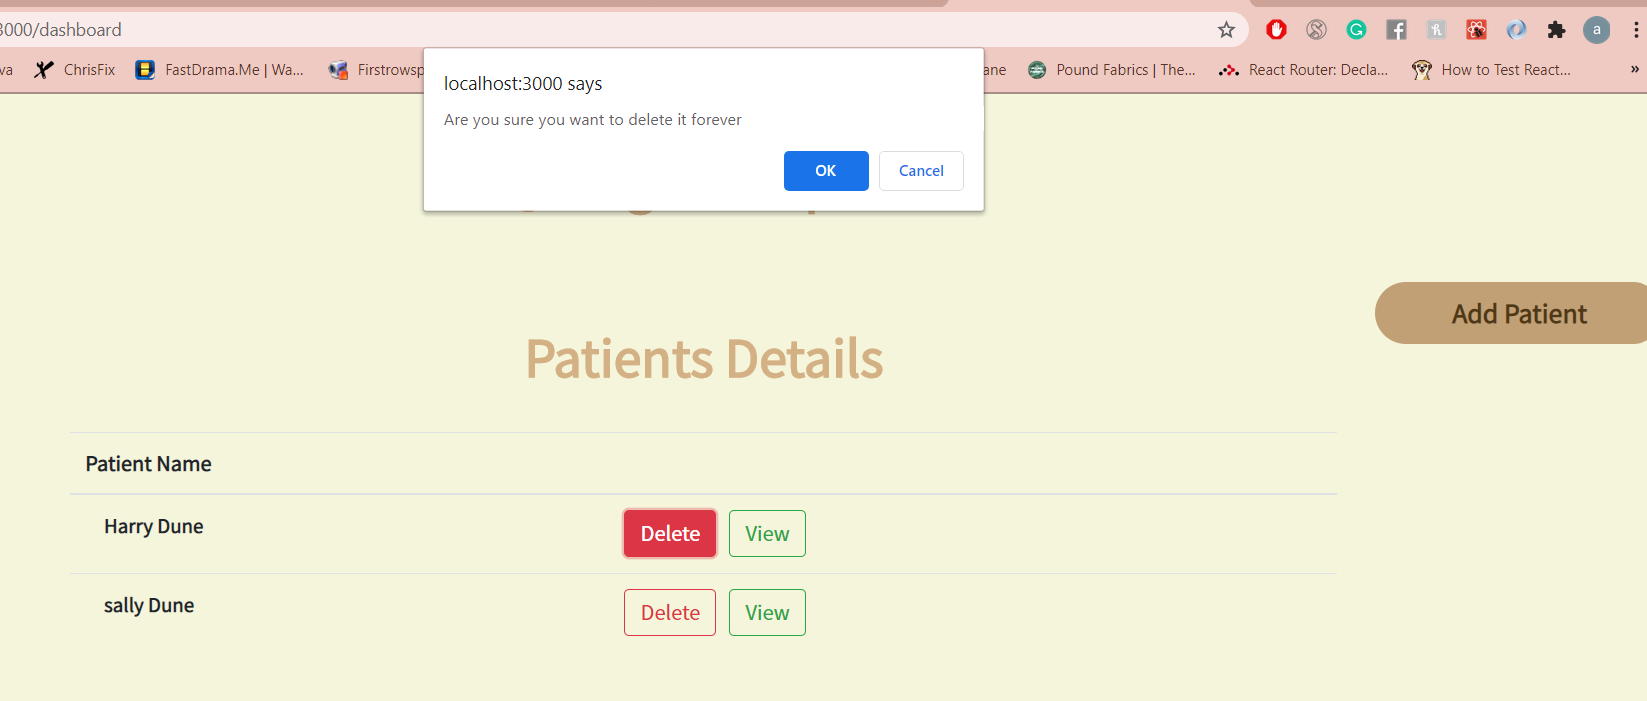 3000/dashboard
a
va ChrisFix FastDrama.Me | Wa... Firstrowsp ane Pound Fabrics | The... React Router: Decla... How to Test React... »
localhost:3000 says
Are you sure you want to delete it forever
OK Cancel
Add Patient
Patients Details
Patient Name
Harry Dune Delete View
sally Dune Delete View